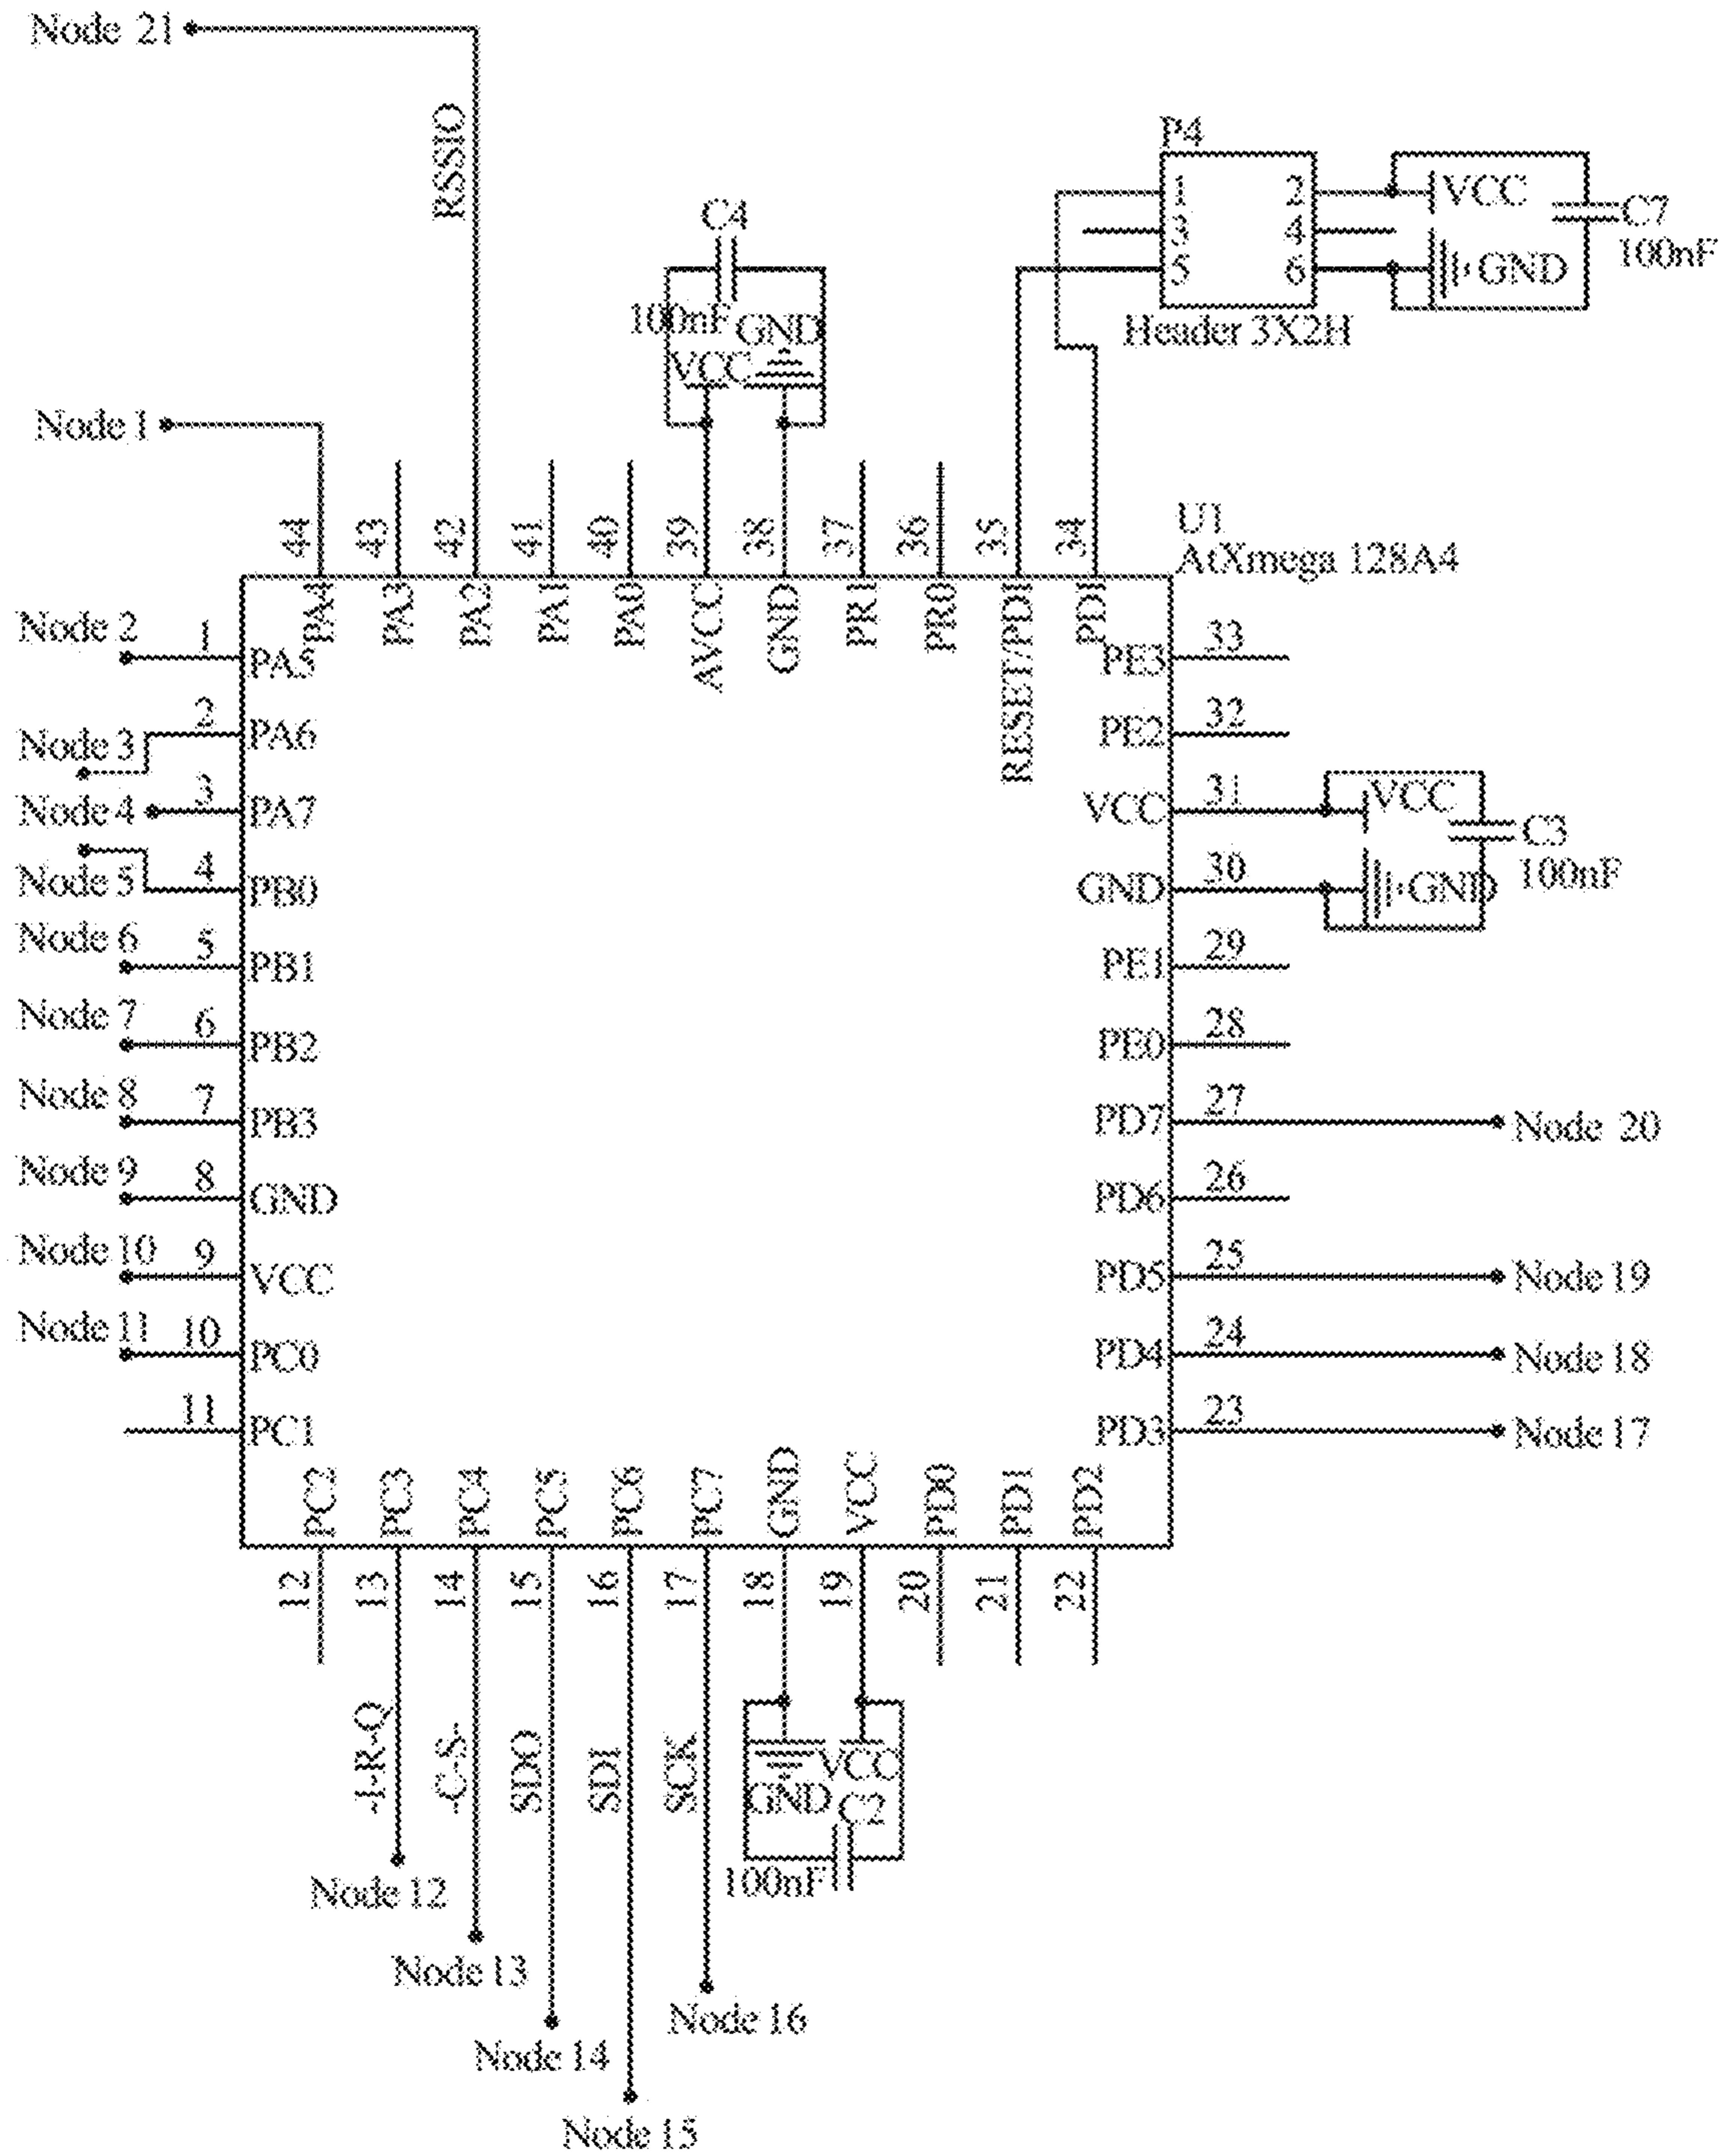 Node 21
RSSIO
P4
1 2
3 4
5 6
VCC
GND
C7
100nF
Header 3X2H
C4
100nF
GND
VCC
Node 1
44 43 42 41 40 39 38 37 36 35 34
U1
AtXmega 128A4
PA4 PA3 PA2 PA1 PA0 AVCC GND PR1 PR0 RESET/PDI PDI
Node 2 1 PA5
Node 3 2 PA6
Node 4 3 PA7
Node 5 4 PB0
Node 6 5 PB1
Node 7 6 PB2
Node 8 7 PB3
Node 9 8 GND
Node 10 9 VCC
Node 11 10 PC0
11 PC1
PE3 33
PE2 32
VCC 31 VCC
C3
100nF
GND 30 GND
PE1 29
PE0 28
PD7 27 Node 20
PD6 26
PD5 25 Node 19
PD4 24 Node 18
PD3 23 Node 17
PC2 PC3 PC4 PC5 PC6 PC7 GND VCC PD0 PD1 PD2
12 13 14 15 16 17 18 19 20 21 22
-I-R-Q
-C-S-
SDO
SDI
SCK
GND
VCC
C2
100nF
Node 12
Node 13
Node 16
Node 14
Node 15